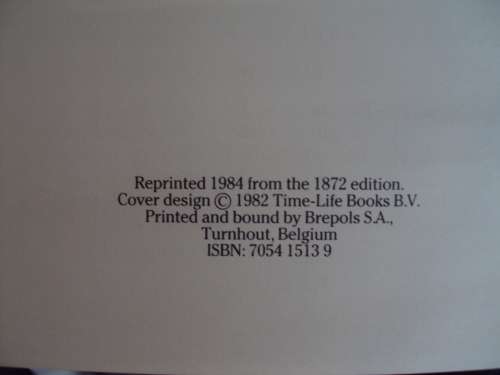 Reprinted 1984 from the 1872 edition.
Cover design © 1982 Time-Life Books B.V.
Printed and bound by Brepols S.A.,
Turnhout, Belgium
ISBN: 7054 1513 9